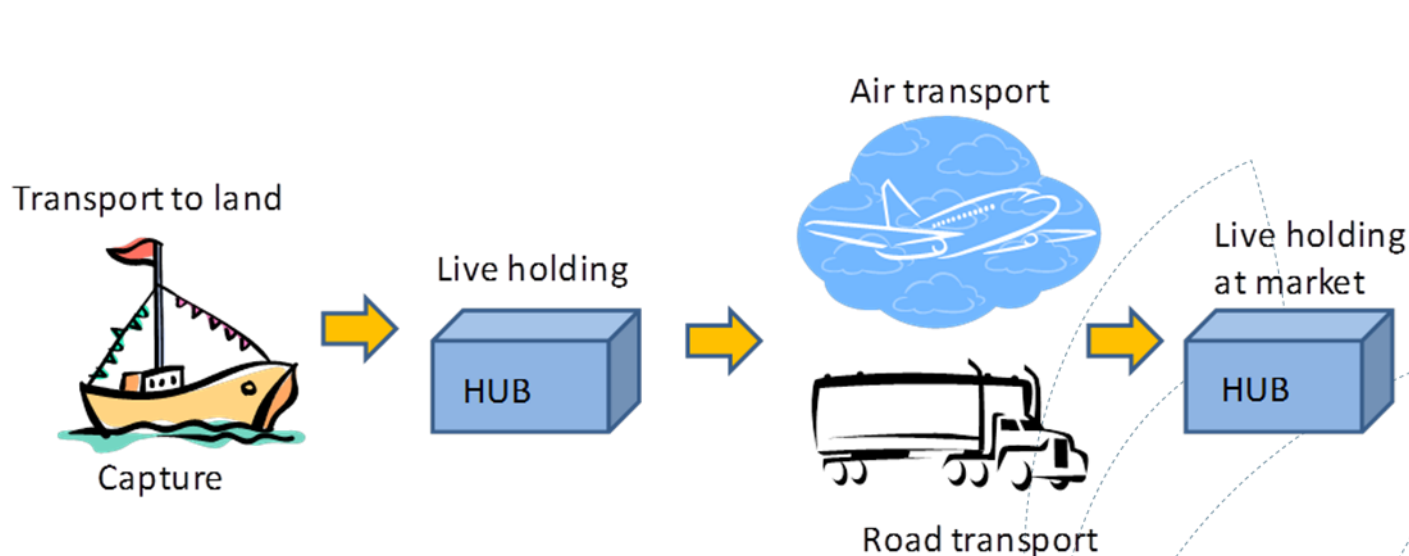 Transport to land
Capture
Live holding
HUB
Air transport
Road transport
Live holding
at market
HUB